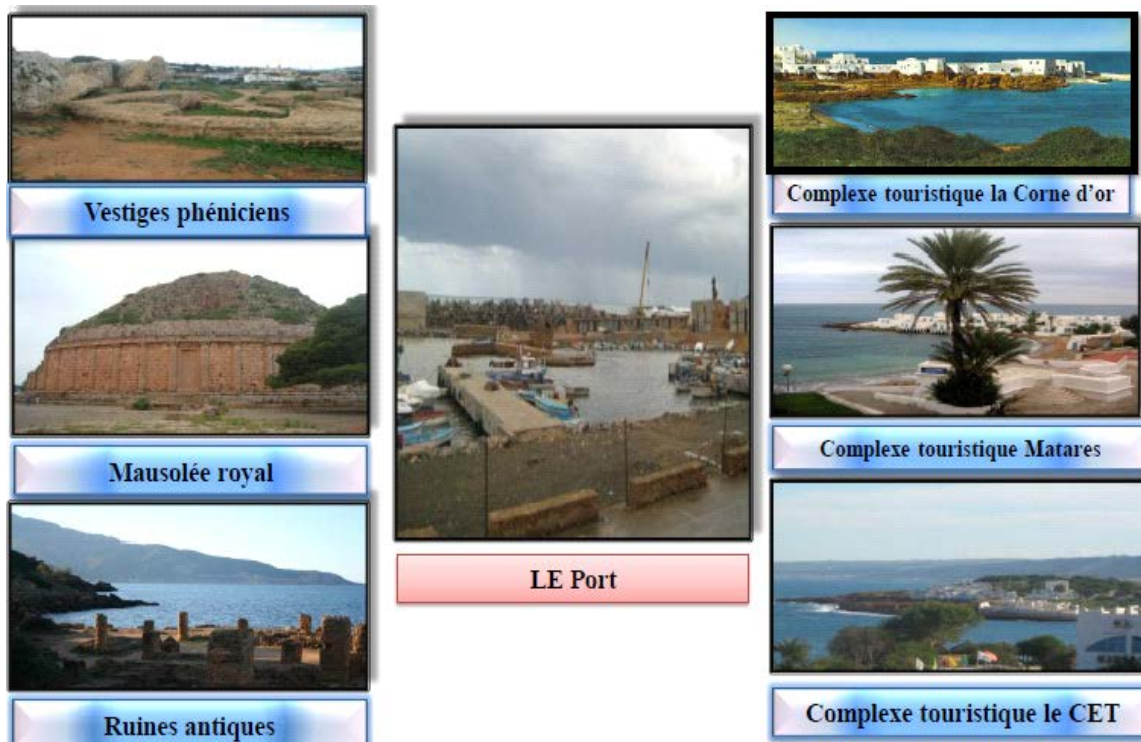 Vestiges phéniciens
Mausolée royal
Ruines antiques
LE Port
Complexe touristique la Corne d'or
Complexe touristique Matares
Complexe touristique le CET